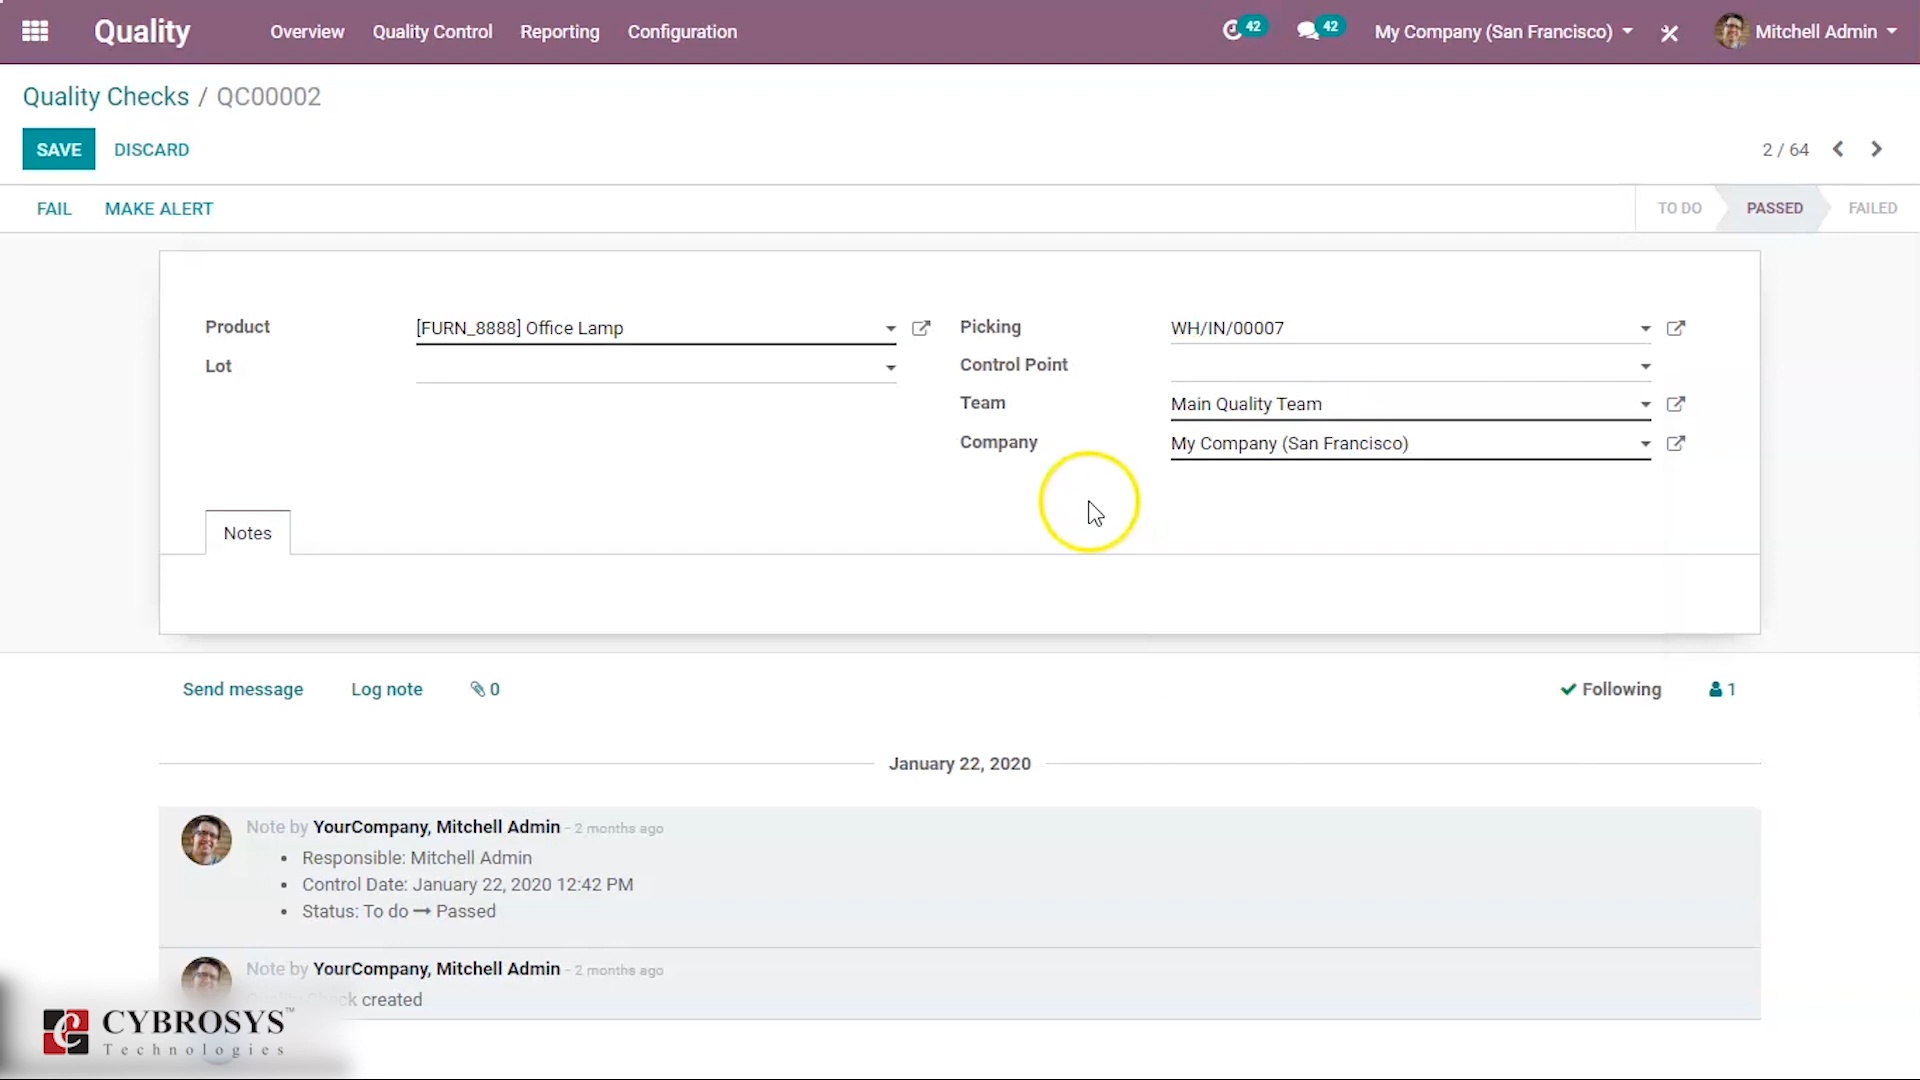 Quality Overview Quality Control Reporting Configuration 42 42 My Company (San Francisco) Mitchell Admin
Quality Checks / QC00002
SAVE DISCARD 2 / 64
FAIL MAKE ALERT TO DO PASSED FAILED
Product [FURN_8888] Office Lamp Picking WH/IN/00007
Lot Control Point
Team Main Quality Team
Company My Company (San Francisco)
Notes
Send message Log note 0 Following 1
January 22, 2020
Note by YourCompany, Mitchell Admin - 2 months ago
Responsible: Mitchell Admin
Control Date: January 22, 2020 12:42 PM
Status: To do → Passed
Note by YourCompany, Mitchell Admin - 2 months ago
created
CYBROSYS™
Technologies